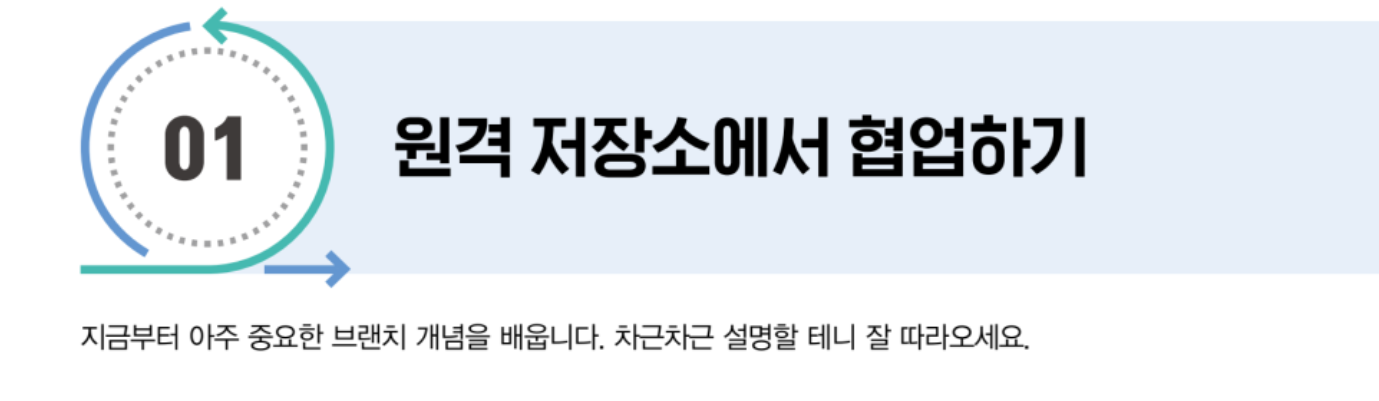 01
원격 저장소에서 협업하기
지금부터 아주 중요한 브랜치 개념을 배웁니다. 차근차근 설명할 테니 잘 따라오세요.